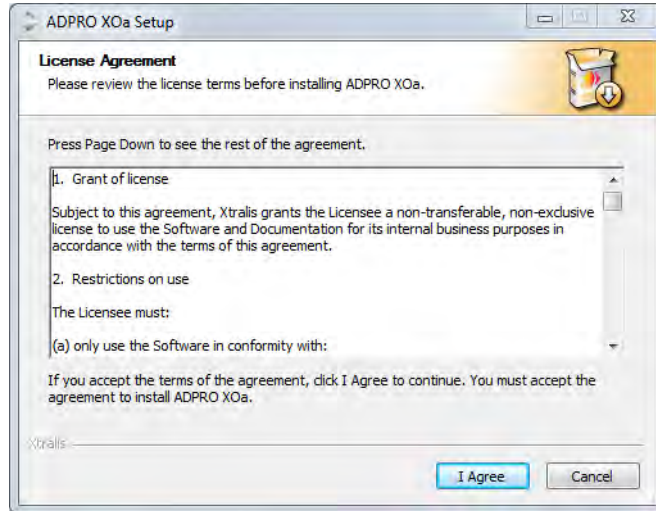 ADPRO XOa Setup
License Agreement
Please review the license terms before installing ADPRO XOa.
Press Page Down to see the rest of the agreement.
1. Grant of license
Subject to this agreement, Xtralis grants the Licensee a non-transferable, non-exclusive
license to use the Software and Documentation for its internal business purposes in
accordance with the terms of this agreement.
2. Restrictions on use
The Licensee must:
(a) only use the Software in conformity with:
If you accept the terms of the agreement, click I Agree to continue. You must accept the
agreement to install ADPRO XOa.
Xtralis
I Agree
Cancel